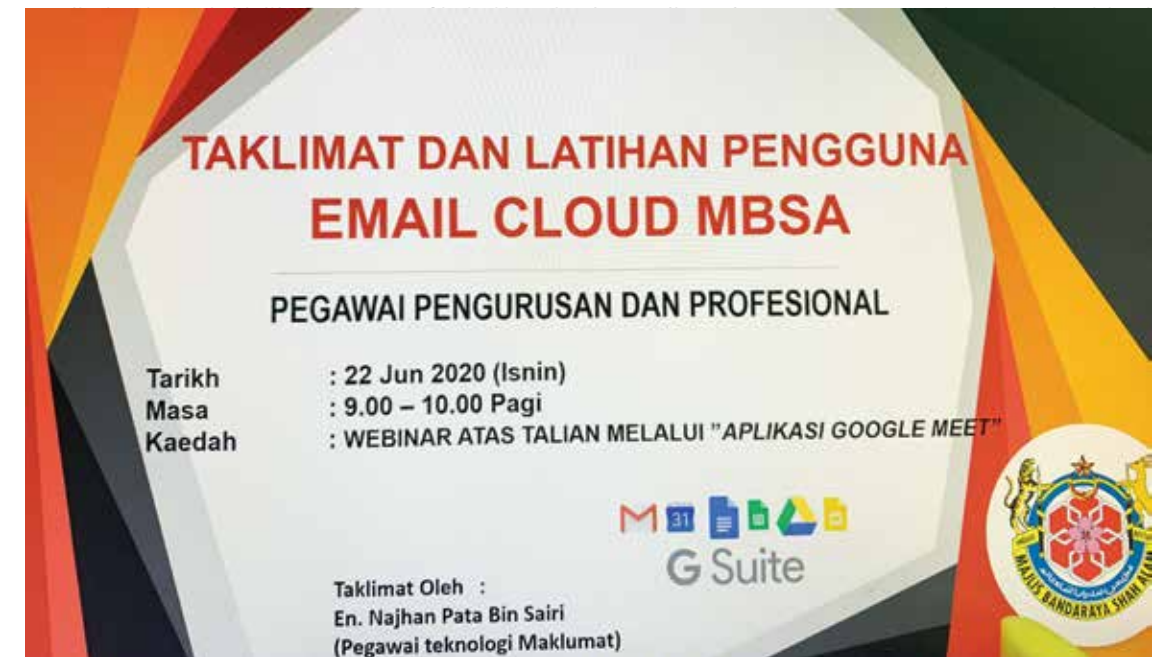 TAKLIMAT DAN LATIHAN PENGGUNA
EMAIL CLOUD MBSA
PEGAWAI PENGURUSAN DAN PROFESIONAL
Tarikh : 22 Jun 2020 (Isnin)
Masa : 9.00 – 10.00 Pagi
Kaedah : WEBINAR ATAS TALIAN MELALUI "APLIKASI GOOGLE MEET"
31
G Suite
Taklimat Oleh :
En. Najhan Pata Bin Sairi
(Pegawai teknologi Maklumat)
MAJLIS BANDARAYA SHAH ALAM